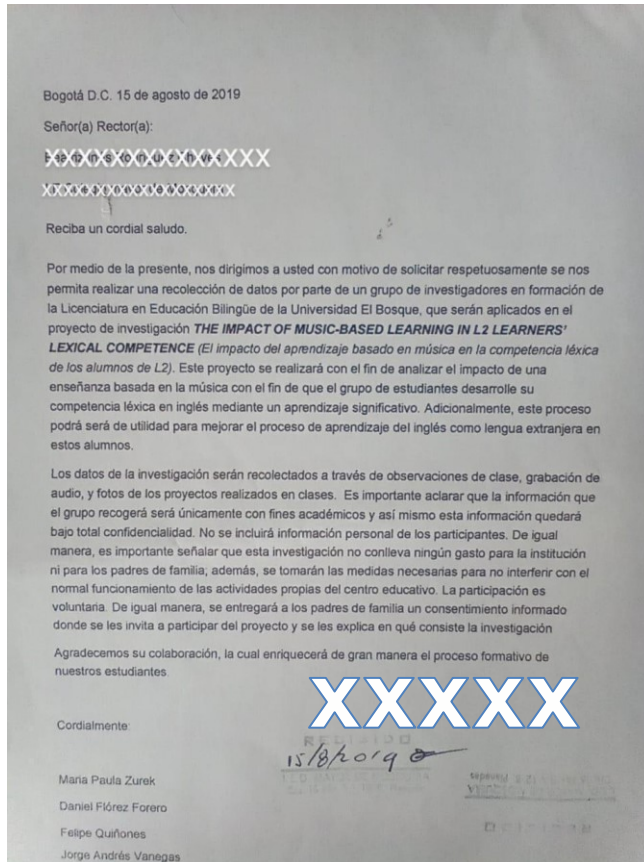 Bogotá D.C. 15 de agosto de 2019
Señor(a) Rector(a):
XXXXXXXXXXXXXX
XXXXXXXXXXXXXXXX
Reciba un cordial saludo.
Por medio de la presente, nos dirigimos a usted con motivo de solicitar respetuosamente se nos
permita realizar una recolección de datos por parte de un grupo de investigadores en formación de
la Licenciatura en Educación Bilingüe de la Universidad El Bosque, que serán aplicados en el
proyecto de investigación THE IMPACT OF MUSIC-BASED LEARNING IN L2 LEARNERS'
LEXICAL COMPETENCE (El impacto del aprendizaje basado en música en la competencia léxica
de los alumnos de L2). Este proyecto se realizará con el fin de analizar el impacto de una
enseñanza basada en la música con el fin de que el grupo de estudiantes desarrolle su
competencia léxica en inglés mediante un aprendizaje significativo. Adicionalmente, este proceso
podrá será de utilidad para mejorar el proceso de aprendizaje del inglés como lengua extranjera en
estos alumnos.
Los datos de la investigación serán recolectados a través de observaciones de clase, grabación de
audio, y fotos de los proyectos realizados en clases. Es importante aclarar que la información que
el grupo recogerá será únicamente con fines académicos y así mismo esta información quedará
bajo total confidencialidad. No se incluirá información personal de los participantes. De igual
manera, es importante señalar que esta investigación no conlleva ningún gasto para la institución
ni para los padres de familia; además, se tomarán las medidas necesarias para no interferir con el
normal funcionamiento de las actividades propias del centro educativo. La participación es
voluntaria. De igual manera, se entregará a los padres de familia un consentimiento informado
donde se les invita a participar del proyecto y se les explica en qué consiste la investigación
Agradecemos su colaboración, la cual enriquecerá de gran manera el proceso formativo de
nuestros estudiantes.
XXXXX
Cordialmente:
RECIBIDO
15/8/2019
Maria Paula Zurek
Daniel Flórez Forero
Felipe Quiñones
Jorge Andrés Vanegas